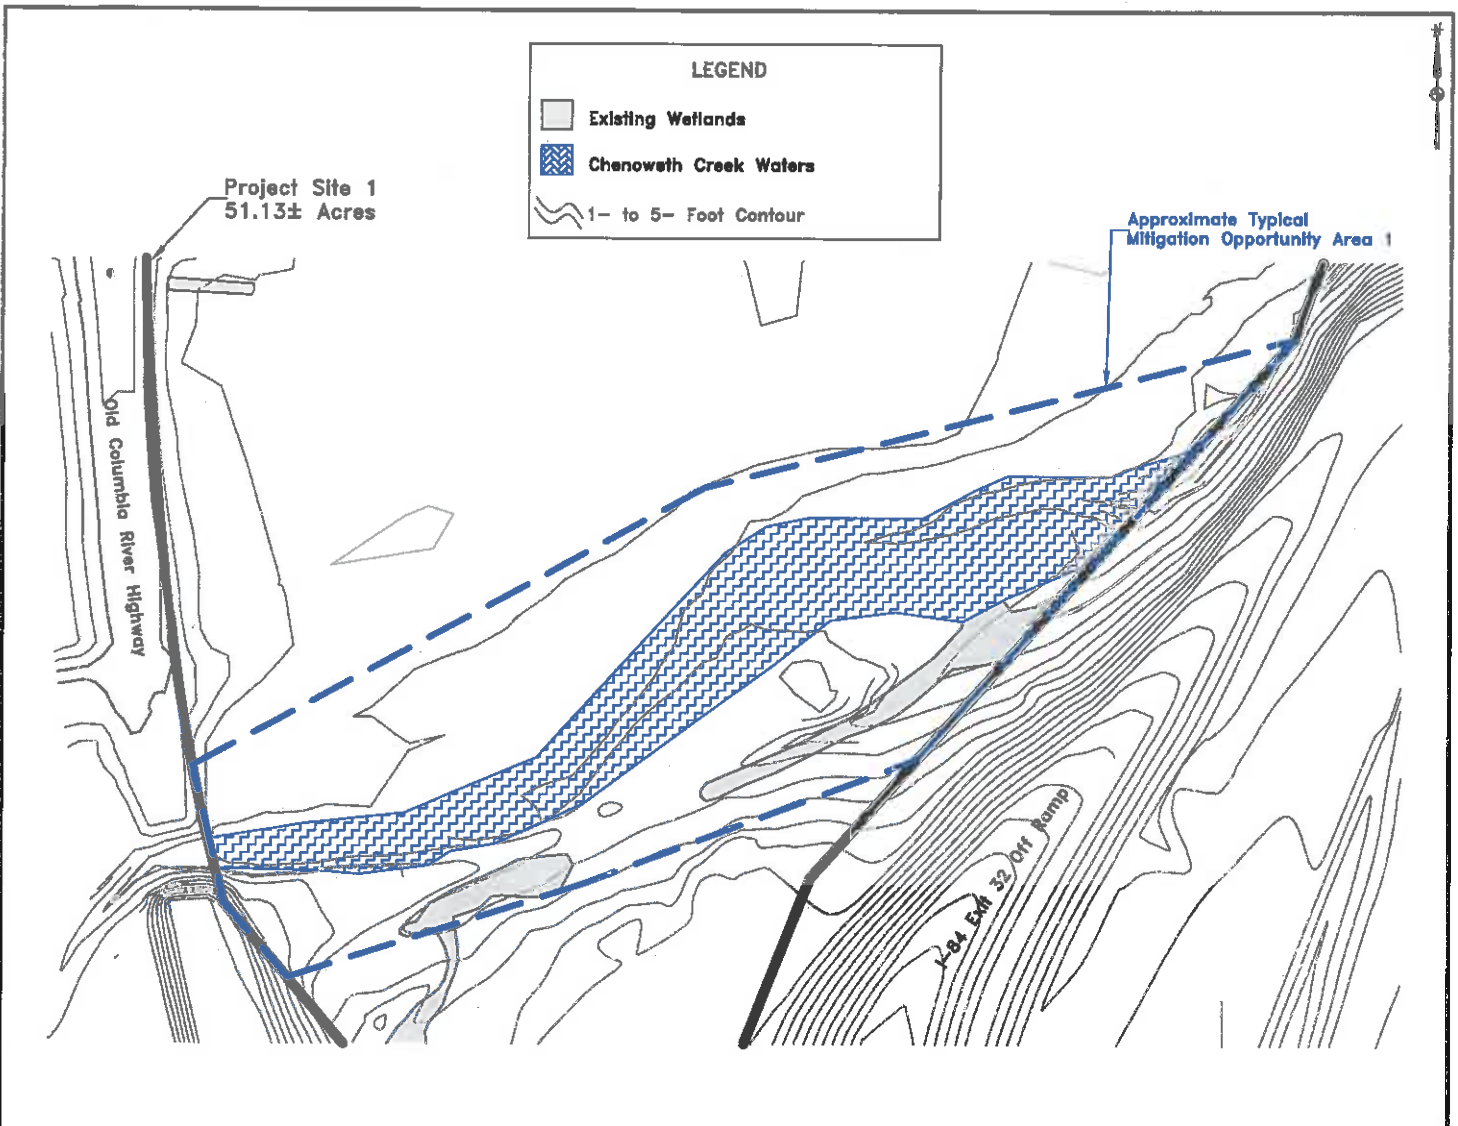 LEGEND
Existing Wetlands
Chenoweth Creek Waters
1- to 5- Foot Contour
Project Site 1
51.13± Acres
Approximate Typical
Mitigation Opportunity Area 1
Old Columbia River Highway
I-84 Exit 32 Off Ramp